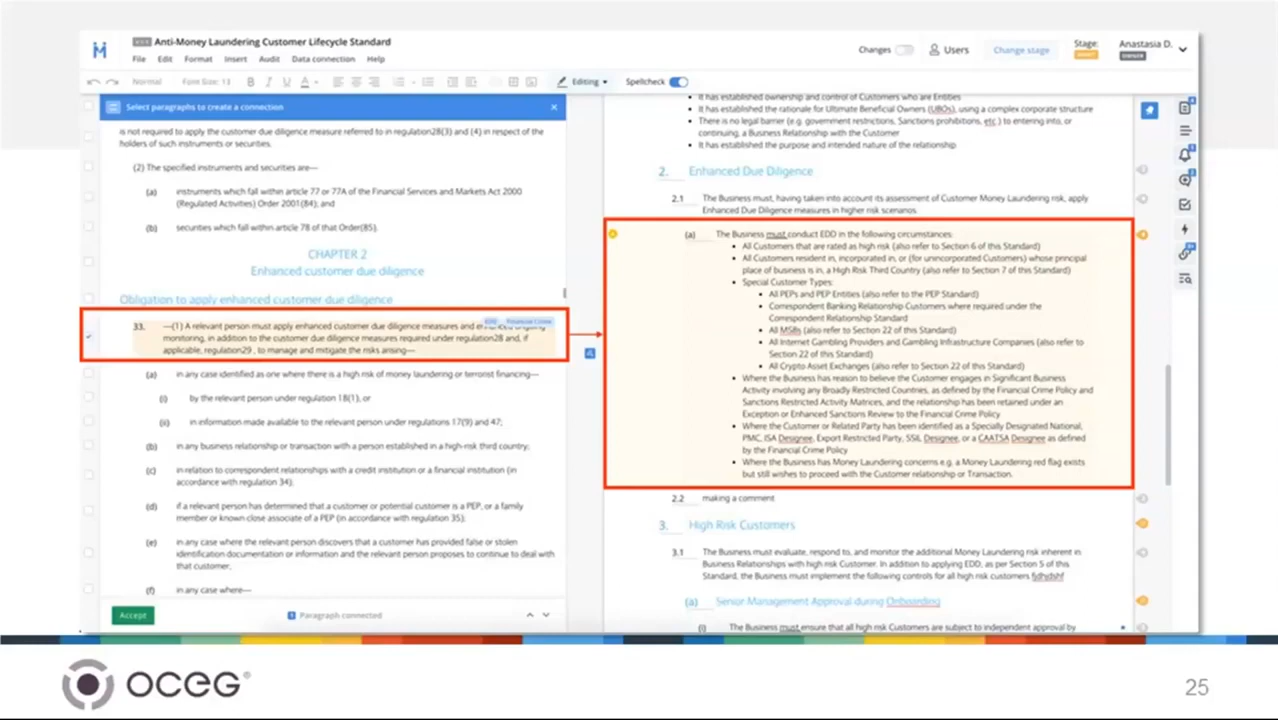 Anti-Money Laundering Customer Lifecycle Standard
File Edit Format Insert Audit Data connection Help
Changes
Users
Change stage
Stage:
Anastasia D.
Normal
Font Size: 13
B I U A
Editing
Spellcheck
Select paragraphs to create a connection
is not required to apply the customer due diligence measure referred to in regulation28(3) and (4) in respect of the
holders of such instruments or securities.
(2) The specified instruments and securities are—
(a) instruments which fall within article 77 or 77A of the Financial Services and Markets Act 2000
(Regulated Activities) Order 2001(84); and
(b) securities which fall within article 78 of that Order(85).
CHAPTER 2
Enhanced customer due diligence
Obligation to apply enhanced customer due diligence
EDD Financial Crime
33. —(1) A relevant person must apply enhanced customer due diligence measures and enhanced ongoing
monitoring, in addition to the customer due diligence measures required under regulation28 and, if
applicable, regulation29 , to manage and mitigate the risks arising—
(a) in any case identified as one where there is a high risk of money laundering or terrorist financing—
(i) by the relevant person under regulation 18(1), or
(ii) in information made available to the relevant person under regulations 17(9) and 47;
(b) in any business relationship or transaction with a person established in a high-risk third country;
(c) in relation to correspondent relationships with a credit institution or a financial institution (in
accordance with regulation 34).
(d) if a relevant person has determined that a customer or potential customer is a PEP, or a family
member or known close associate of a PEP (in accordance with regulation 35).
(e) in any case where the relevant person discovers that a customer has provided false or stolen
identification documentation or information and the relevant person proposes to continue to deal with
that customer;
(f) in any case where—
Accept
1 Paragraph connected
• It has established ownership and control of Customers who are Entities
• It has established the rationale for Ultimate Beneficial Owners (UBOs), using a complex corporate structure
• There is no legal barrier (e.g. government restrictions, Sanctions prohibitions, etc ) to entering into, or
continuing, a Business Relationship with the Customer
• It has established the purpose and intended nature of the relationship
2. Enhanced Due Diligence
2.1 The Business must, having taken into account its assessment of Customer Money Laundering risk, apply
Enhanced Due Diligence measures in higher risk scenarios.
(a) The Business must conduct EDD in the following circumstances:
• All Customers that are rated as high risk (also refer to Section 6 of this Standard)
• All Customers resident in, incorporated in, or (for unincorporated Customers) whose principal
place of business is in, a High Risk Third Country (also refer to Section 7 of this Standard)
• Special Customer Types:
• All PEPs and PEP Entities (also refer to the PEP Standard)
• Correspondent Banking Relationship Customers where required under the
Correspondent Relationship Standard
• All MSBs (also refer to Section 22 of this Standard)
• All Internet Gambling Providers and Gambling Infrastructure Companies (also refer to
Section 22 of this Standard)
• All Crypto Asset Exchanges (also refer to Section 22 of this Standard)
• Where the Business has reason to believe the Customer engages in Significant Business
Activity involving any Broadly Restricted Countries, as defined by the Financial Crime Policy and
Sanctions Restricted Activity Matrices, and the relationship has been retained under an
Exception or Enhanced Sanctions Review to the Financial Crime Policy
• Where the Customer or Related Party has been identified as a Specially Designated National,
PMC, ISA Designee, Export Restricted Party, SSIL Designee, or a CAATSA Designee as defined
by the Financial Crime Policy
• Where the Business has Money Laundering concerns e.g. a Money Laundering red flag exists
but still wishes to proceed with the Customer relationship or Transaction.
2.2 making a comment
3. High Risk Customers
3.1 The Business must evaluate, respond to, and monitor the additional Money Laundering risk inherent in
Business Relationships with high risk Customer. In addition to applying EDD, as per Section 5 of this
Standard, the Business must implement the following controls for all high risk customers fjdhjdshf
(a) Senior Management Approval during Onboarding
(i) The Business must ensure that all high risk Customers are subject to independent approval by
OCEG®
25